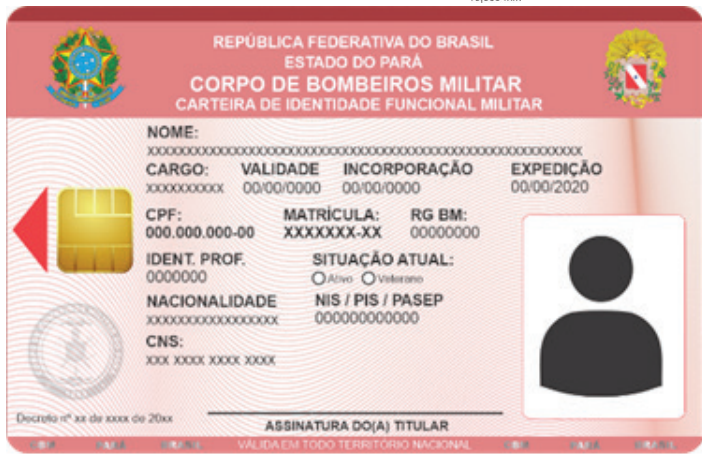 REPÚBLICA FEDERATIVA DO BRASIL
ESTADO DO PARÁ
CORPO DE BOMBEIROS MILITAR
CARTEIRA DE IDENTIDADE FUNCIONAL MILITAR
NOME:
xxxxxxxxxxxxxxxxxxxxxxxxxxxxxxxxxxxxxxxxxxxxxxxxxxxxxx
CARGO: VALIDADE INCORPORAÇÃO EXPEDIÇÃO
xxxxxxxxxx 00/00/0000 00/00/0000 00/00/2020
CPF: MATRÍCULA: RG BM:
000.000.000-00 XXXXXXX-XX 00000000
IDENT. PROF. SITUAÇÃO ATUAL:
0000000 Ativo Veterano
NACIONALIDADE NIS / PIS / PASEP
xxxxxxxxxxxxxxxxx 000000000000
CNS:
xxx xxxx xxxx xxxx
Decreto nº xx de xxxx de 20xx
ASSINATURA DO(A) TITULAR
VÁLIDA EM TODO TERRITÓRIO NACIONAL